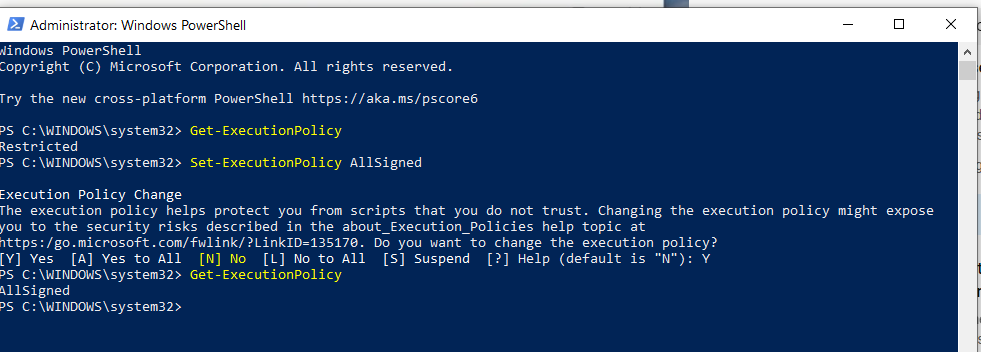 Administrator: Windows PowerShell
Windows PowerShell
Copyright (C) Microsoft Corporation. All rights reserved.
Try the new cross-platform PowerShell https://aka.ms/pscore6
PS C:\WINDOWS\system32> Get-ExecutionPolicy
Restricted
PS C:\WINDOWS\system32> Set-ExecutionPolicy AllSigned
Execution Policy Change
The execution policy helps protect you from scripts that you do not trust. Changing the execution policy might expose
you to the security risks described in the about_Execution_Policies help topic at
https:/go.microsoft.com/fwlink/?LinkID=135170. Do you want to change the execution policy?
[Y] Yes  [A] Yes to All  [N] No  [L] No to All  [S] Suspend  [?] Help (default is "N"): Y
PS C:\WINDOWS\system32> Get-ExecutionPolicy
AllSigned
PS C:\WINDOWS\system32>